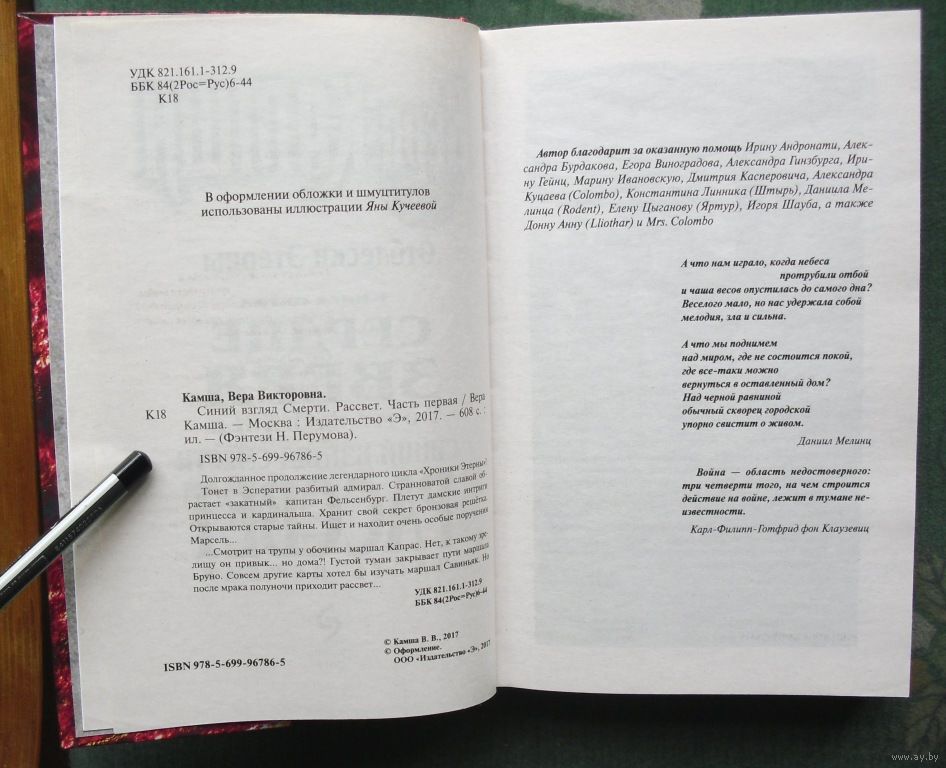 УДК 821.161.1-312.9
ББК 84(2Рос=Рус)6-44
К18
В оформлении обложки и шмуцтитулов
использованы иллюстрации Яны Кучеевой
Камша, Вера Викторовна.
К18 Синий взгляд Смерти. Рассвет. Часть первая / Вера
Камша. — Москва : Издательство «Э», 2017. — 608 с. :
ил. — (Фэнтези Н. Перумова).
ISBN 978-5-699-96786-5
Долгожданное продолжение легендарного цикла «Хроники Этерны»!
Тонет в Эсператии разбитый адмирал. Странноватой славой об-
растает «закатный» капитан Фельсенбург. Плетут дамские интриги
принцесса и кардинальша. Хранит свой секрет бронзовая решётка.
Открываются старые тайны. Ищет и находит очень особые поручения
Марсель...
...Смотрит на трупы у обочины маршал Капрас. Нет, к такому зре-
лищу он привык... но дома?! Густой туман закрывает пути маршала
Бруно. Совсем другие карты хотел бы изучать маршал Савиньяк. Но
после мрака полуночи приходит рассвет...
УДК 821.161.1-312.9
ББК 84(2Рос=Рус)6-44
© Камша В. В., 2017
© Оформление.
ООО «Издательство «Э», 2017
ISBN 978-5-699-96786-5
Автор благодарит за оказанную помощь Ирину Андронати, Алек-
сандра Бурдакова, Егора Виноградова, Александра Гинзбурга, Ири-
ну Гейнц, Марину Ивановскую, Дмитрия Касперовича, Александра
Куцаева (Colombo), Константина Линника (Штырь), Даниила Ме-
линца (Rodent), Елену Цыганову (Яртур), Игоря Шауба, а также
Донну Анну (Lliothar) и Mrs. Colombo
А что нам играло, когда небеса
протрубили отбой
и чаша весов опустилась до самого дна?
Веселого мало, но нас удержала собой
мелодия, зла и сильна.
А что мы поднимем
над миром, где не состоится покой,
где все-таки можно
вернуться в оставленный дом?
Над черной равниной
обычный скворец городской
упорно свистит о живом.
Даниил Мелинц
Война — область недостоверного:
три четверти того, на чем строится
действие на войне, лежит в тумане не-
известности.
Карл-Филипп-Готфрид фон Клаузевиц
www.ay.by